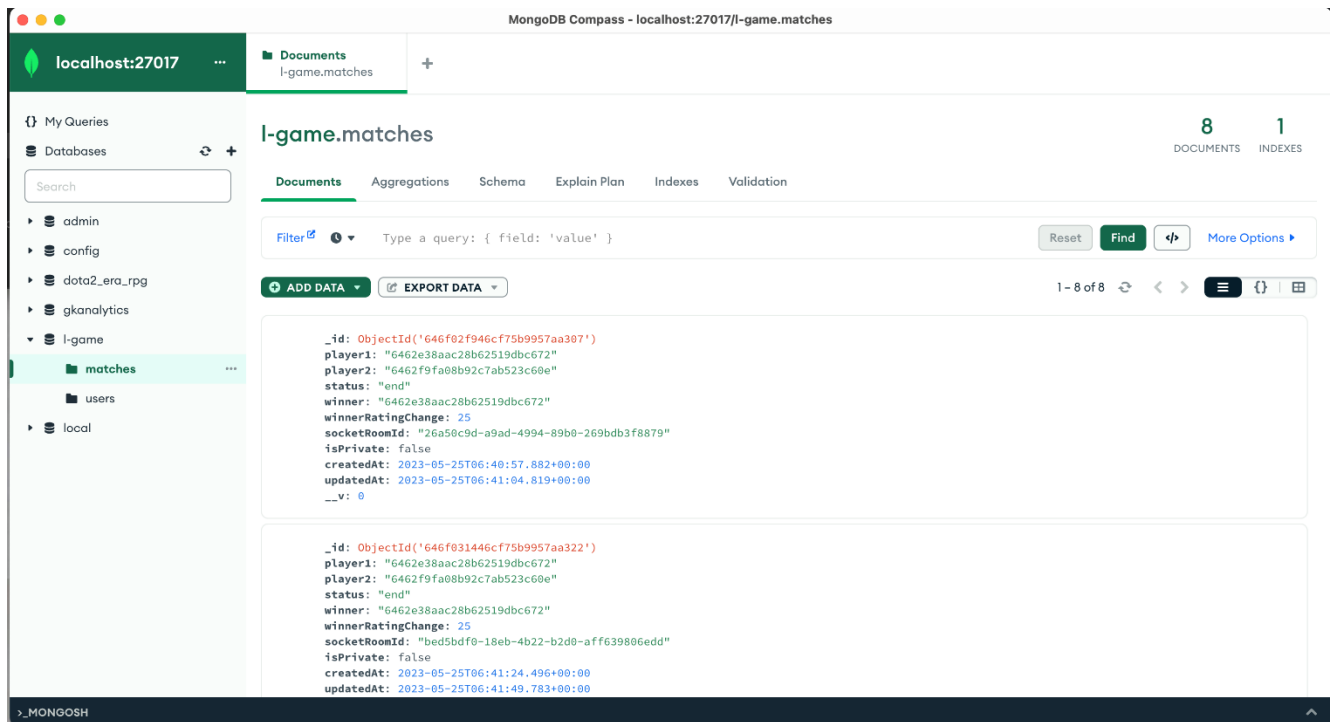 MongoDB Compass - localhost:27017/l-game.matches
localhost:27017 ...
Documents
l-game.matches
+
{} My Queries
Databases
Search
admin
config
dota2_era_rpg
gkanalytics
l-game
matches ...
users
local
l-game.matches
8
DOCUMENTS
1
INDEXES
Documents Aggregations Schema Explain Plan Indexes Validation
Filter Type a query: { field: 'value' } Reset Find </> More Options
ADD DATA EXPORT DATA 1 – 8 of 8 {}
_id: ObjectId('646f02f946cf75b9957aa307')
player1: "6462e38aac28b62519dbc672"
player2: "6462f9fa08b92c7ab523c60e"
status: "end"
winner: "6462e38aac28b62519dbc672"
winnerRatingChange: 25
socketRoomId: "26a50c9d-a9ad-4994-89b0-269bdb3f8879"
isPrivate: false
createdAt: 2023-05-25T06:40:57.882+00:00
updatedAt: 2023-05-25T06:41:04.819+00:00
__v: 0
_id: ObjectId('646f031446cf75b9957aa322')
player1: "6462e38aac28b62519dbc672"
player2: "6462f9fa08b92c7ab523c60e"
status: "end"
winner: "6462e38aac28b62519dbc672"
winnerRatingChange: 25
socketRoomId: "bed5bdf0-18eb-4b22-b2d0-aff639806edd"
isPrivate: false
createdAt: 2023-05-25T06:41:24.496+00:00
updatedAt: 2023-05-25T06:41:49.783+00:00
>_MONGOSH